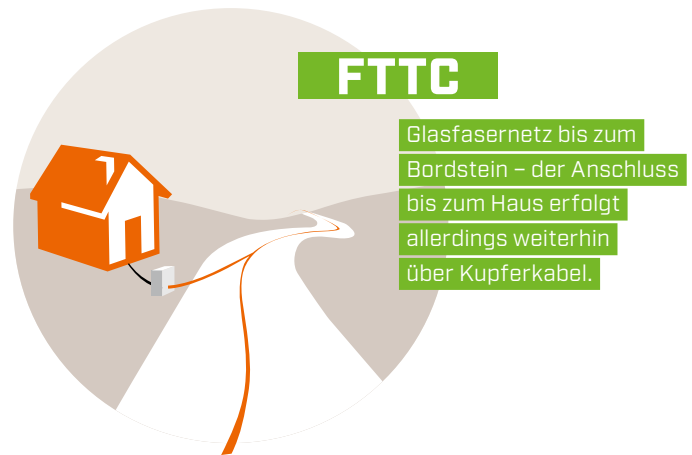 FTTC
Glasfasernetz bis zum
Bordstein – der Anschluss
bis zum Haus erfolgt
allerdings weiterhin
über Kupferkabel.